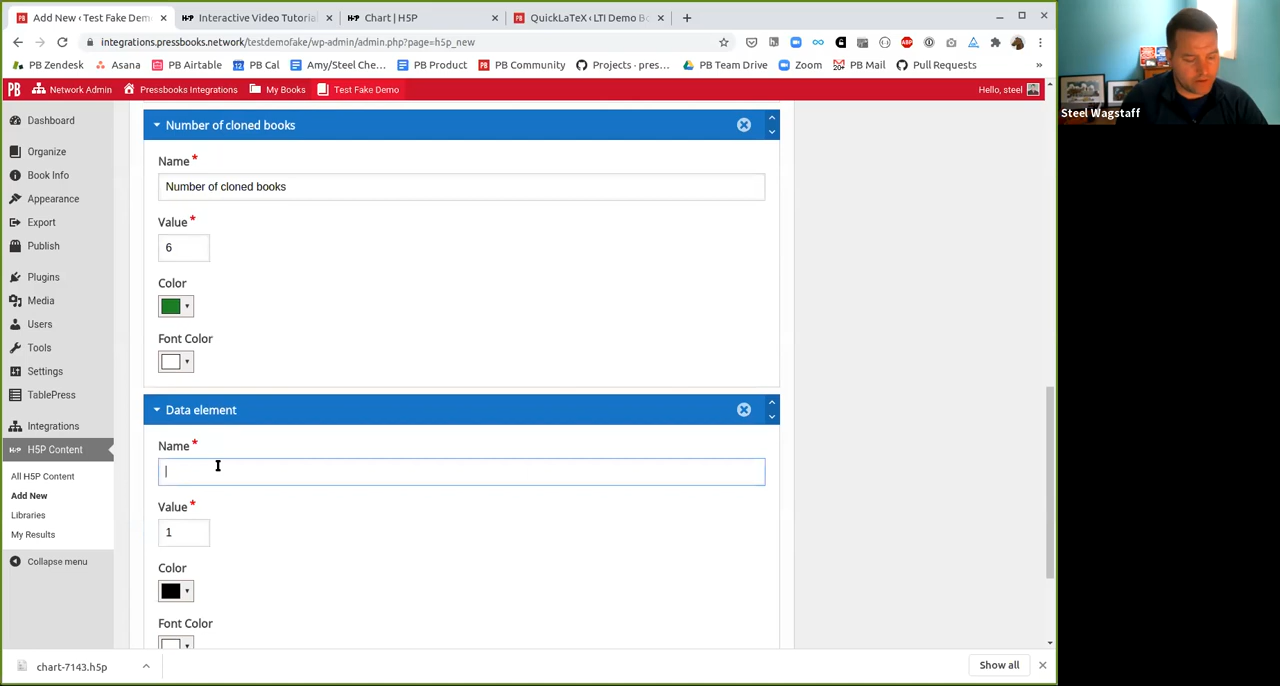 Add New ‹ Test Fake Dem
Interactive Video Tutorial
Chart | H5P
QuickLaTeX ‹ LTI Demo B
integrations.pressbooks.network/testdemofake/wp-admin/admin.php?page=h5p_new
PB Zendesk
Asana
PB Airtable
PB Cal
Amy/Steel Che…
PB Product
PB Community
Projects · pres…
PB Team Drive
Zoom
PB Mail
Pull Requests
»
Network Admin
Pressbooks Integrations
My Books
Test Fake Demo
Hello, steel
Steel Wagstaff
Dashboard
Organize
Book Info
Appearance
Export
Publish
Plugins
Media
Users
Tools
Settings
TablePress
Integrations
H5P Content
All H5P Content
Add New
Libraries
My Results
Collapse menu
Number of cloned books
Name *
Number of cloned books
Value *
6
Color
Font Color
Data element
Name *
Value *
1
Color
Font Color
chart-7143.h5p
Show all